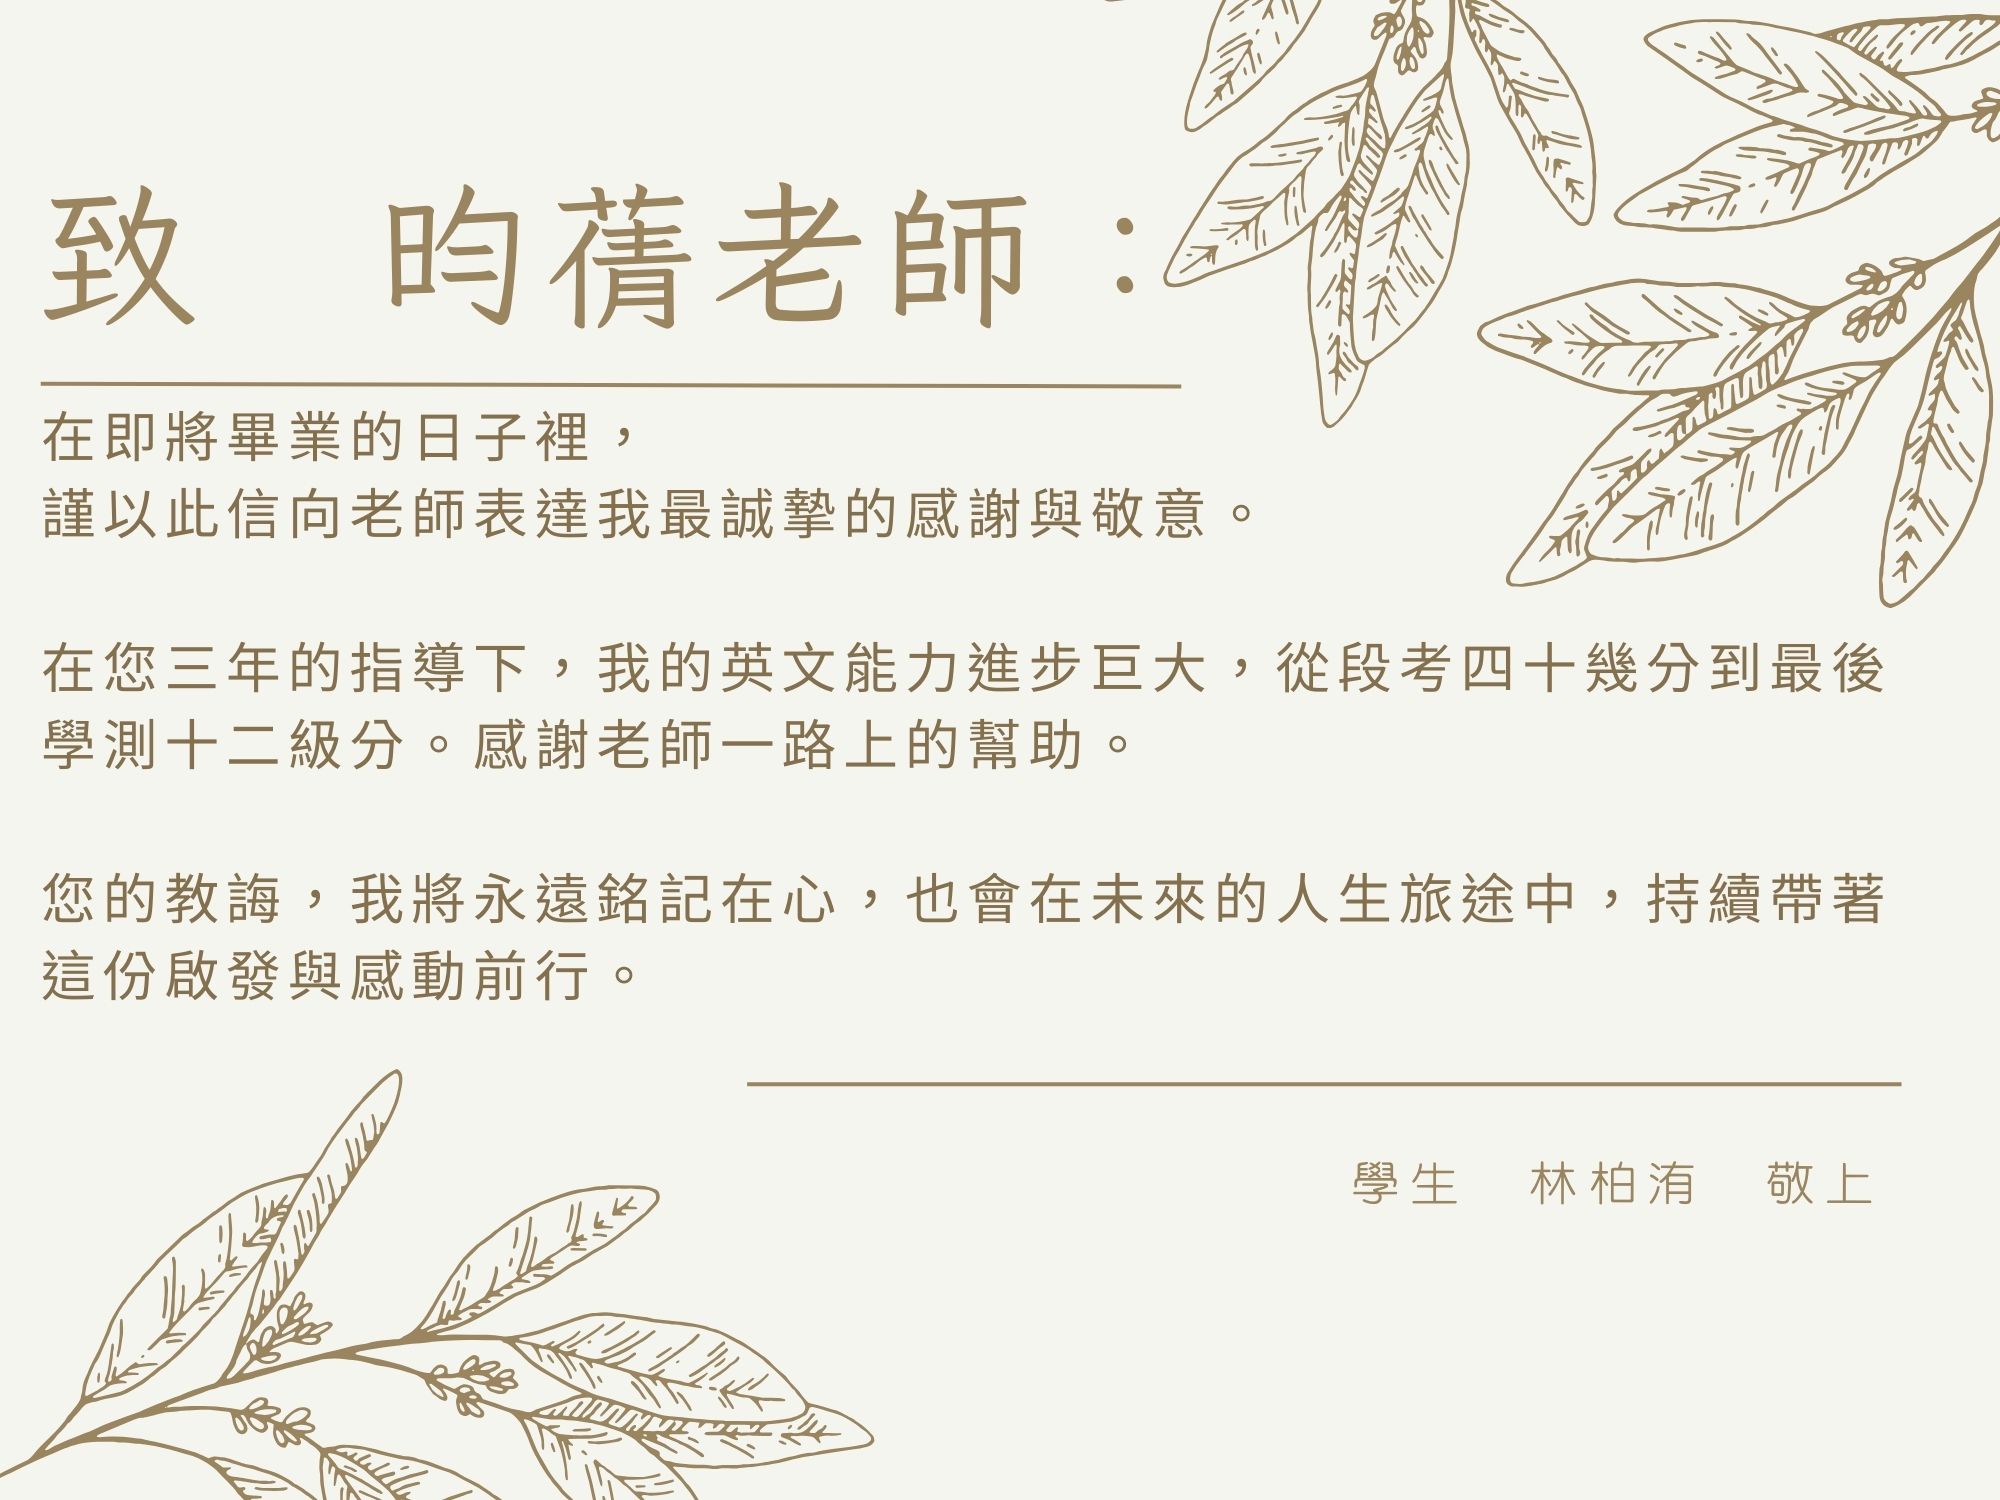 致　昀蒨老師：
在即將畢業的日子裡，
謹以此信向老師表達我最誠摯的感謝與敬意。
在您三年的指導下，我的英文能力進步巨大，從段考四十幾分到最後
學測十二級分。感謝老師一路上的幫助。
您的教誨，我將永遠銘記在心，也會在未來的人生旅途中，持續帶著
這份啟發與感動前行。
學生　林柏洧　敬上